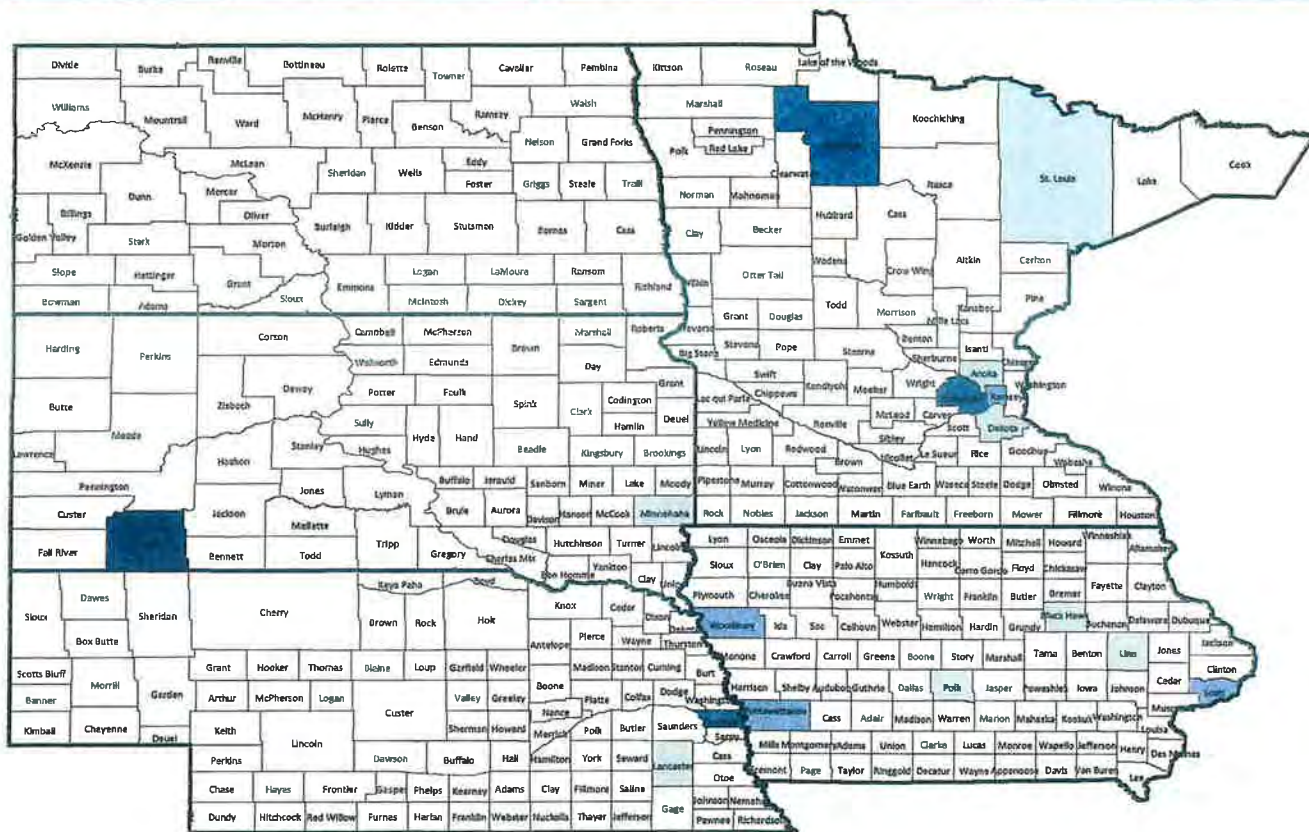 Divide Burke Renville Bottineau Rolette Towner Cavalier Pembina Kittson Roseau Lake of the Woods
Williams Mountrail Ward McHenry Pierce Benson Ramsey Walsh Marshall Koochiching
Nelson Grand Forks Polk Pennington Red Lake St. Louis Lake Cook
McKenzie McLean Sheridan Wells Eddy Foster Griggs Steele Traill Clearwater Itasca
Dunn Mercer Oliver Norman Mahnomen Hubbard Cass
Golden Valley Billings Stark Morton Burleigh Kidder Stutsman Barnes Cass Clay Becker Wadena Crow Wing Aitkin Carlton
Slope Hettinger Grant Sioux Emmons Logan LaMoure Ransom Richland Wilkin Otter Tail Pine
Bowman Adams McIntosh Dickey Sargent Grant Douglas Todd Morrison Mille Lacs Kanabec
Harding Perkins Corson Campbell McPherson Brown Marshall Roberts Traverse Stevens Pope Stearns Benton Isanti
Walworth Edmunds Day Big Stone Sherburne Chisago
Butte Dewey Ziebach Potter Faulk Spink Grant Swift Kandiyohi Meeker Wright Anoka Washington
Meade Sully Clark Codington Deuel Hamlin Lac qui Parle Chippewa Ramsey
Lawrence Haakon Stanley Hughes Hyde Hand Beadle Kingsbury Brookings Yellow Medicine Renville McLeod Carver Scott Dakota
Lincoln Lyon Redwood Brown Sibley Nicollet Le Sueur Rice Goodhue Wabasha
Pennington Jones Lyman Buffalo Jerauld Sanborn Miner Lake Moody Pipestone Murray Cottonwood Watonwan Blue Earth Waseca Steele Dodge Olmsted Winona
Custer Jackson Mellette Brule Aurora Davison Hanson McCook Minnehaha Rock Nobles Jackson Martin Faribault Freeborn Mower Fillmore Houston
Fall River Bennett Todd Tripp Gregory Douglas Charles Mix Hutchinson Turner Lincoln Lyon Osceola Dickinson Emmet Kossuth Winnebago Worth Mitchell Howard Winneshiek Allamakee
Bon Homme Yankton Clay Union Sioux O'Brien Clay Palo Alto Hancock Cerro Gordo Floyd Chickasaw Fayette Clayton
Sioux Dawes Sheridan Cherry Keya Paha Boyd Knox Cedar Dixon Dakota Plymouth Cherokee Buena Vista Pocahontas Humboldt Wright Franklin Butler Bremer
Box Butte Brown Rock Holt Antelope Pierce Wayne Thurston Woodbury Ida Sac Calhoun Webster Hamilton Hardin Grundy Black Hawk Buchanan Delaware Dubuque
Scotts Bluff Morrill Garden Grant Hooker Thomas Blaine Loup Garfield Wheeler Madison Stanton Cuming Burt Monona Crawford Carroll Greene Boone Story Marshall Tama Benton Linn Jones Jackson
Banner Arthur McPherson Logan Custer Valley Greeley Boone Nance Platte Colfax Dodge Washington Harrison Shelby Audubon Guthrie Dallas Polk Jasper Poweshiek Iowa Johnson Cedar Clinton Scott
Kimball Cheyenne Deuel Keith Lincoln Sherman Howard Merrick Polk Butler Saunders Sarpy Pottawattamie Cass Adair Madison Warren Marion Mahaska Keokuk Washington Louisa
Perkins Dawson Buffalo Hall Hamilton York Seward Lancaster Cass Otoe Mills Montgomery Adams Union Clarke Lucas Monroe Wapello Jefferson Henry Des Moines
Chase Hayes Frontier Gosper Phelps Kearney Adams Clay Fillmore Saline Gage Johnson Nemaha Page Taylor Ringgold Decatur Wayne Appanoose Davis Van Buren Lee
Dundy Hitchcock Red Willow Furnas Harlan Franklin Webster Nuckolls Thayer Jefferson Pawnee Richardson